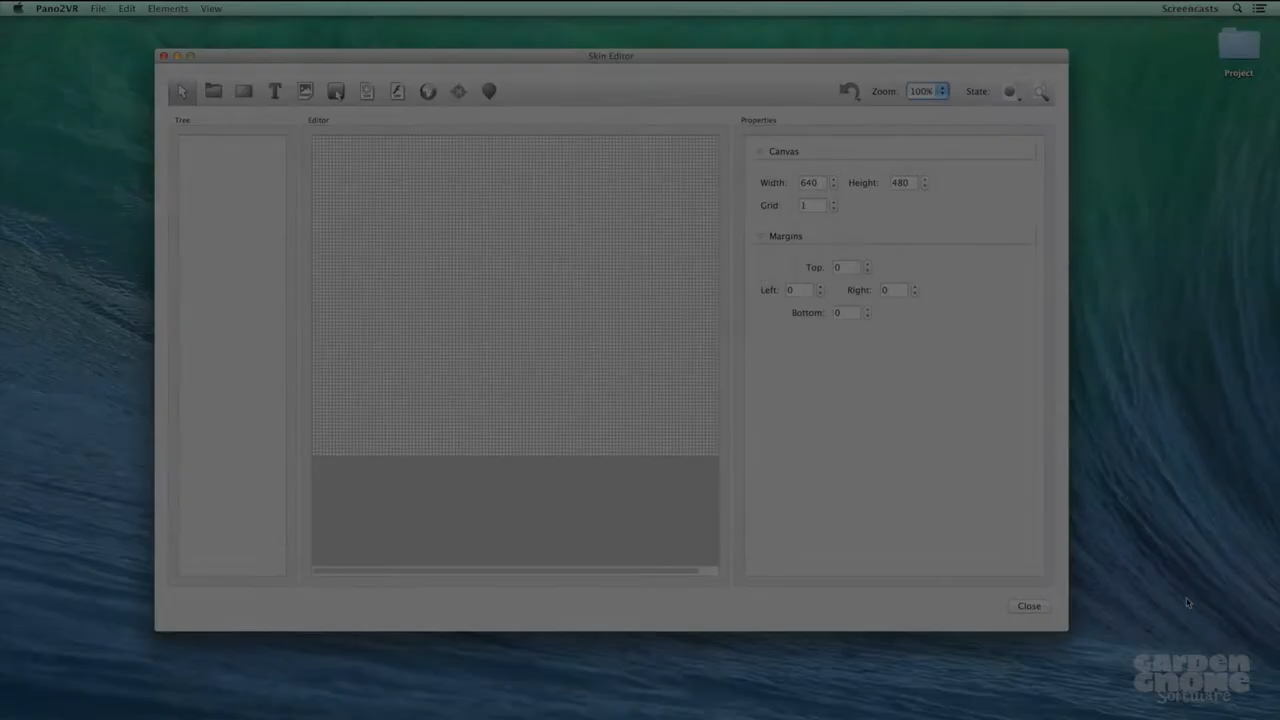 Pano2VR File Edit Elements View Screencasts
Skin Editor
Project
T Zoom: 100% State:
Tree Editor Properties
Canvas
Width: 640 Height: 480
Grid: 1
Margins
Top: 0
Left: 0 Right: 0
Bottom: 0
Close
GARDEN
GNOME
Software